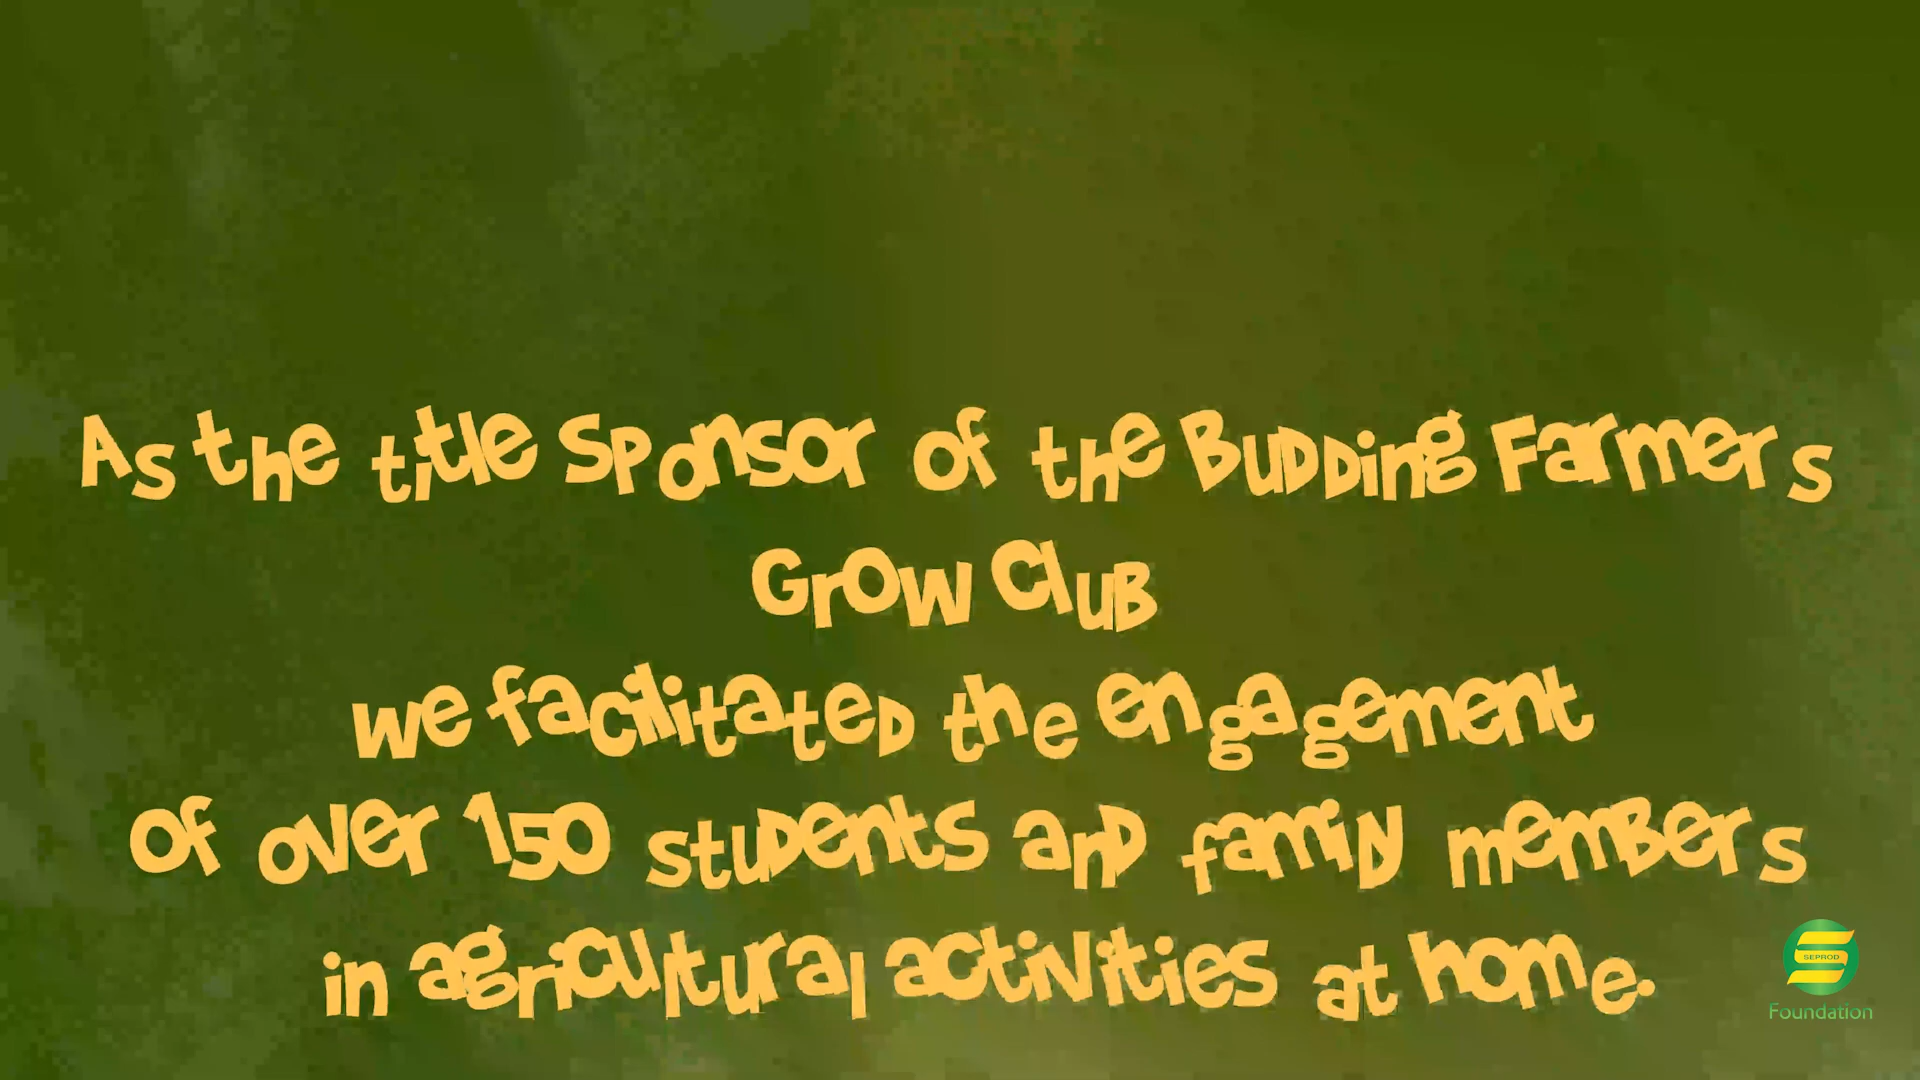 As the title sponsor of the Budding Farmers
Grow Club
we facilitated the engagement
of over 150 students and family members
in agricultural activities at home.
SEPROD
Foundation